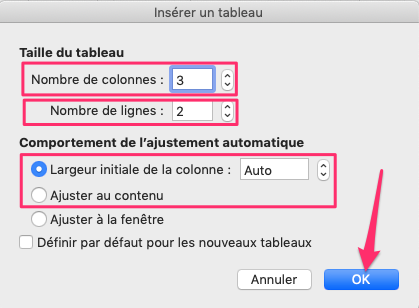 Insérer un tableau
Taille du tableau
Nombre de colonnes : 3
Nombre de lignes : 2
Comportement de l'ajustement automatique
Largeur initiale de la colonne : Auto
Ajuster au contenu
Ajuster à la fenêtre
Définir par défaut pour les nouveaux tableaux
Annuler OK